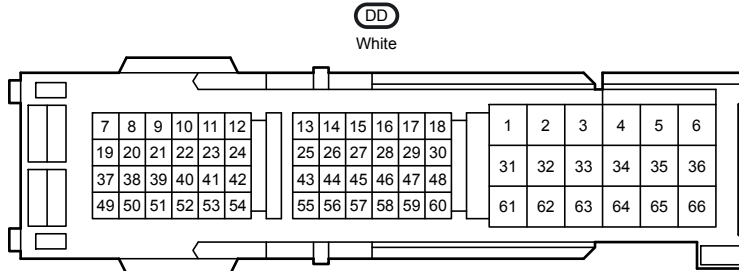 DD
White
7 8 9 10 11 12 13 14 15 16 17 18 1 2 3 4 5 6
19 20 21 22 23 24 25 26 27 28 29 30 31 32 33 34 35 36
37 38 39 40 41 42 43 44 45 46 47 48
49 50 51 52 53 54 55 56 57 58 59 60 61 62 63 64 65 66